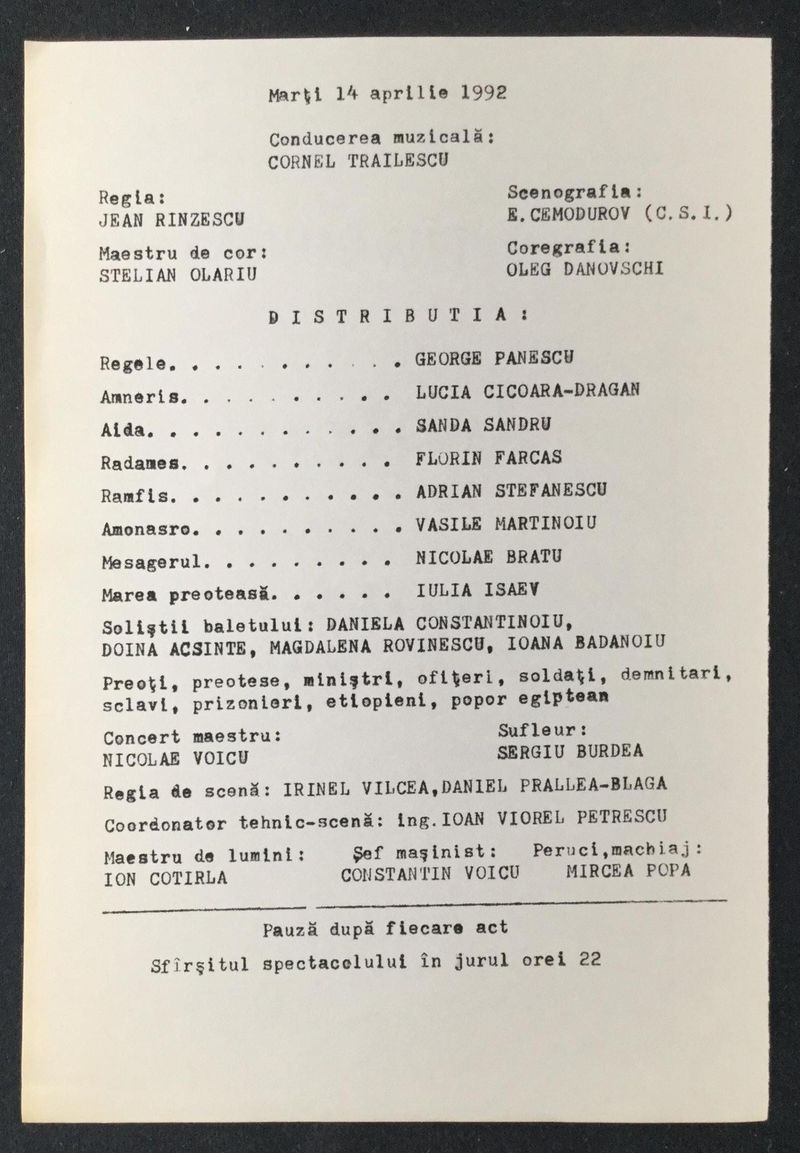 Marţi 14 aprilie 1992
Conducerea muzicală:
CORNEL TRAILESCU
Regia:
JEAN RINZESCU
Scenografia:
E.CEMODUROV (C.S.I.)
Maestru de cor:
STELIAN OLARIU
Coregrafia:
OLEG DANOVSCHI
D I S T R I B U T I A :
Regele. . . . . . . . . . . GEORGE PANESCU
Amneris. . . . . . . . . . LUCIA CICOARA-DRAGAN
Aida. . . . . . . . . . . . SANDA SANDRU
Radames. . . . . . . . . . FLORIN FARCAS
Ramfis. . . . . . . . . . . ADRIAN STEFANESCU
Amonasro. . . . . . . . . . VASILE MARTINOIU
Mesagerul. . . . . . . . . NICOLAE BRATU
Marea preoteasă. . . . . . IULIA ISAEV
Soliştii baletului: DANIELA CONSTANTINOIU,
DOINA ACSINTE, MAGDALENA ROVINESCU, IOANA BADANOIU
Preoţi, preotese, miniştri, ofiţeri, soldaţi, demnitari,
sclavi, prizonieri, etiopieni, popor egiptean
Concert maestru:
NICOLAE VOICU
Sufleur:
SERGIU BURDEA
Regia de scenă: IRINEL VILCEA,DANIEL PRALLEA-BLAGA
Coordonator tehnic-scenă: ing.IOAN VIOREL PETRESCU
Maestru de lumini: Şef maşinist: Peruci,machiaj:
ION COTIRLA CONSTANTIN VOICU MIRCEA POPA
Pauză după fiecare act
Sfîrşitul spectacolului în jurul orei 22